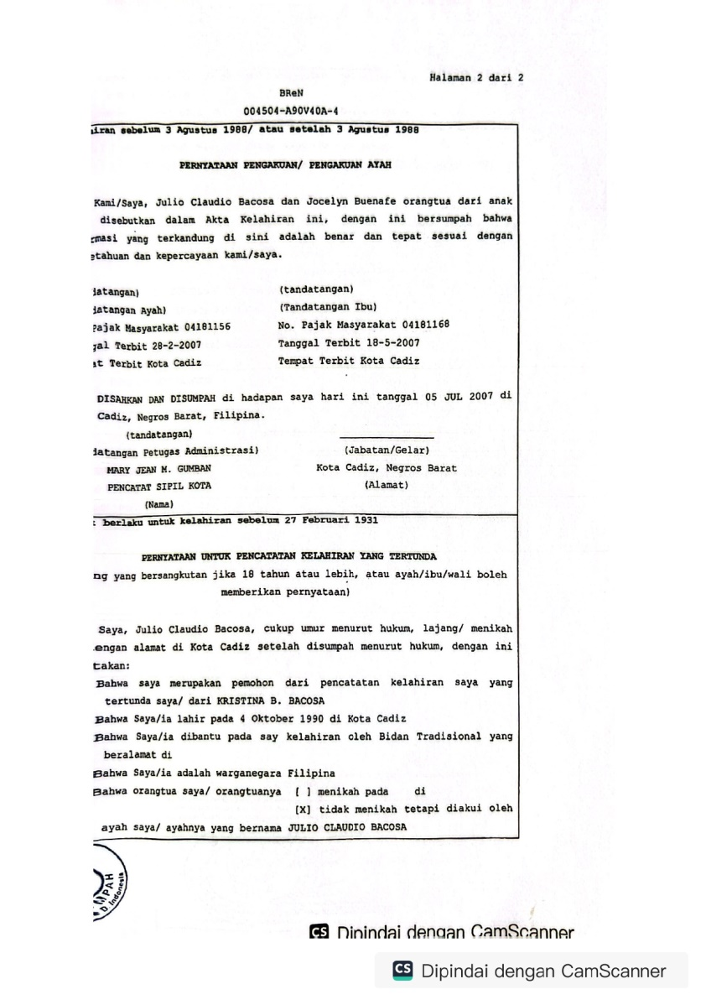 Halaman 2 dari 2
BReN
004504-A90V40A-4
iran sebelum 3 Agustus 1988/ atau setelah 3 Agustus 1988
PERNYATAAN PENGAKUAN/ PENGAKUAN AYAH
Kami/Saya, Julio Claudio Bacosa dan Jocelyn Buenafe orangtua dari anak
disebutkan dalam Akta Kelahiran ini, dengan ini bersumpah bahwa
rmasi yang terkandung di sini adalah benar dan tepat sesuai dengan
etahuan dan kepercayaan kami/saya.
datangan) (tandatangan)
datangan Ayah) (Tandatangan Ibu)
Pajak Masyarakat 04181156 No. Pajak Masyarakat 04181168
gal Terbit 28-2-2007 Tanggal Terbit 18-5-2007
at Terbit Kota Cadiz Tempat Terbit Kota Cadiz
DISAHKAN DAN DISUMPAH di hadapan saya hari ini tanggal 05 JUL 2007 di
Cadiz, Negros Barat, Filipina.
(tandatangan)
datangan Petugas Administrasi) (Jabatan/Gelar)
MARY JEAN M. GUMBAN Kota Cadiz, Negros Barat
PENCATAT SIPIL KOTA (Alamat)
(Nama)
: berlaku untuk kelahiran sebelum 27 Februari 1931
PERNYATAAN UNTUK PENCATATAN KELAHIRAN YANG TERTUNDA
ng yang bersangkutan jika 18 tahun atau lebih, atau ayah/ibu/wali boleh
memberikan pernyataan)
Saya, Julio Claudio Bacosa, cukup umur menurut hukum, lajang/ menikah
engan alamat di Kota Cadiz setelah disumpah menurut hukum, dengan ini
takan:
Bahwa saya merupakan pemohon dari pencatatan kelahiran saya yang
tertunda saya/ dari KRISTINA B. BACOSA
Bahwa Saya/ia lahir pada 4 Oktober 1990 di Kota Cadiz
Bahwa Saya/ia dibantu pada say kelahiran oleh Bidan Tradisional yang
beralamat di
Bahwa Saya/ia adalah warganegara Filipina
Bahwa orangtua saya/ orangtuanya [ ] menikah pada di
[X] tidak menikah tetapi diakui oleh
ayah saya/ ayahnya yang bernama JULIO CLAUDIO BACOSA
MPAH
Indonesia
CS Dipindai dengan CamScanner
CS Dipindai dengan CamScanner